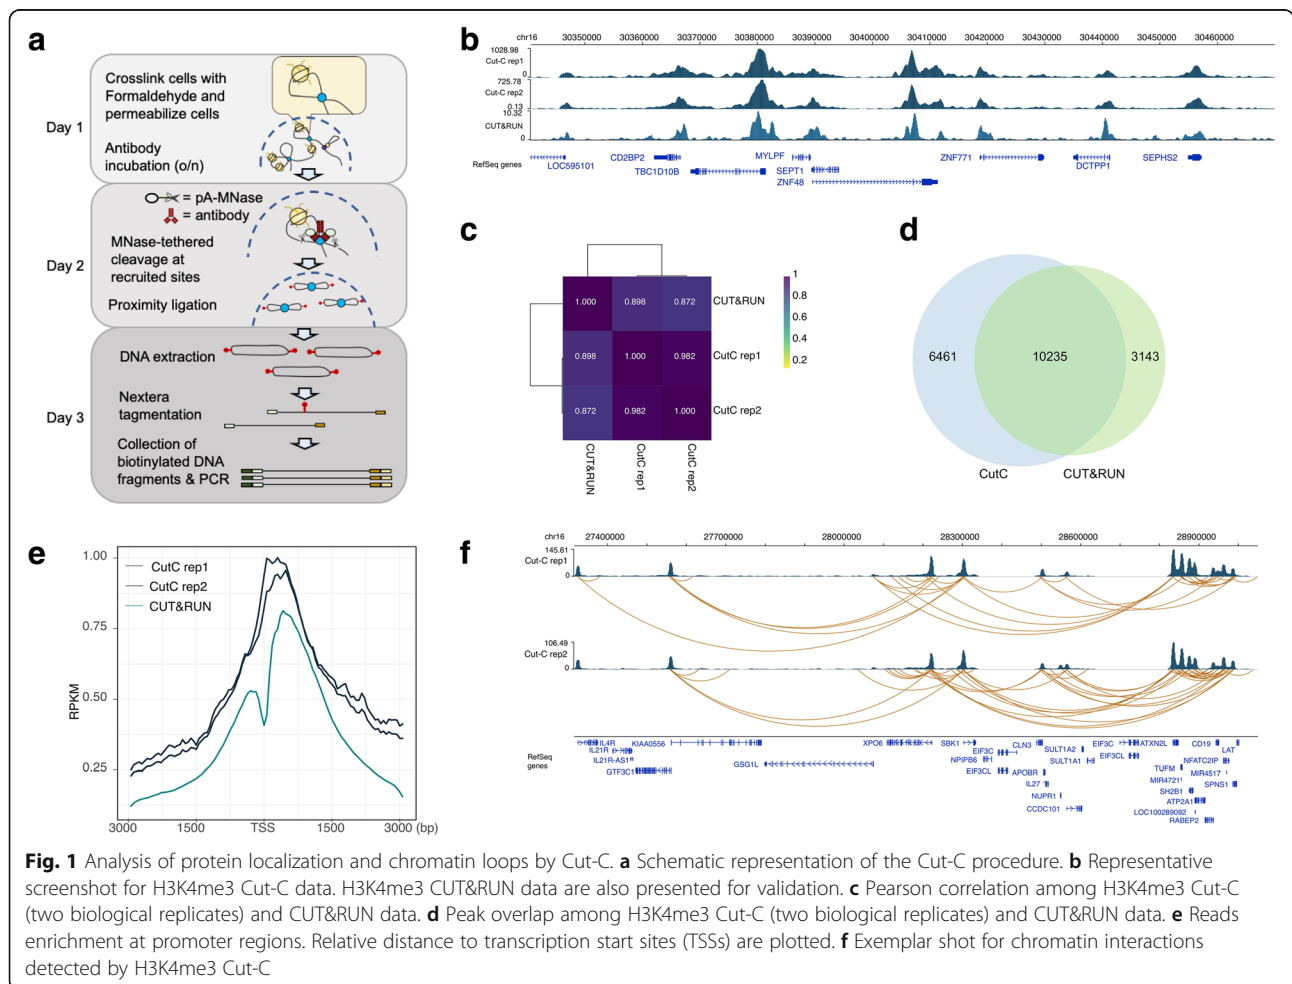 a
Day 1
Crosslink cells with
Formaldehyde and
permeabilize cells
Antibody
incubation (o/n)
Day 2
= pA-MNase
= antibody
MNase-tethered
cleavage at
recruited sites
Proximity ligation
Day 3
DNA extraction
Nextera
tagmentation
Collection of
biotinylated DNA
fragments & PCR
b
chr16 30350000 30360000 30370000 30380000 30390000 30400000 30410000 30420000 30430000 30440000 30450000 30460000
1028.98
Cut-C rep1
0
725.78
Cut-C rep2
0.13
10.32
CUT&RUN
0
RefSeq genes
LOC595101
CD2BP2
TBC1D10B
MYLPF
SEPT1
ZNF48
ZNF771
DCTPP1
SEPHS2
c
1.000 0.898 0.872 CUT&RUN
0.898 1.000 0.982 CutC rep1
0.872 0.982 1.000 CutC rep2
CUT&RUN
CutC rep1
CutC rep2
1
0.8
0.6
0.4
0.2
d
6461 10235 3143
CutC CUT&RUN
e
RPKM
1.00
0.75
0.50
0.25
CutC rep1
CutC rep2
CUT&RUN
3000 1500 TSS 1500 3000 (bp)
f
chr16 27400000 27700000 28000000 28300000 28600000 28900000
145.61
Cut-C rep1
0
106.49
Cut-C rep2
0
RefSeq
genes
IL4R
IL21R
IL21R-AS1
GTF3C1
KIAA0556
GSG1L
XPO6
SBK1
NPIPB6
EIF3C
EIF3CL
CLN3
APOBR
IL27
NUPR1
CCDC101
SULT1A2
SULT1A1
EIF3C
EIF3CL
ATXN2L
TUFM
MIR4721
SH2B1
ATP2A1
LOC100289092
RABEP2
CD19
NFATC2IP
MIR4517
SPNS1
LAT
Fig. 1 Analysis of protein localization and chromatin loops by Cut-C. a Schematic representation of the Cut-C procedure. b Representative
screenshot for H3K4me3 Cut-C data. H3K4me3 CUT&RUN data are also presented for validation. c Pearson correlation among H3K4me3 Cut-C
(two biological replicates) and CUT&RUN data. d Peak overlap among H3K4me3 Cut-C (two biological replicates) and CUT&RUN data. e Reads
enrichment at promoter regions. Relative distance to transcription start sites (TSSs) are plotted. f Exemplar shot for chromatin interactions
detected by H3K4me3 Cut-C